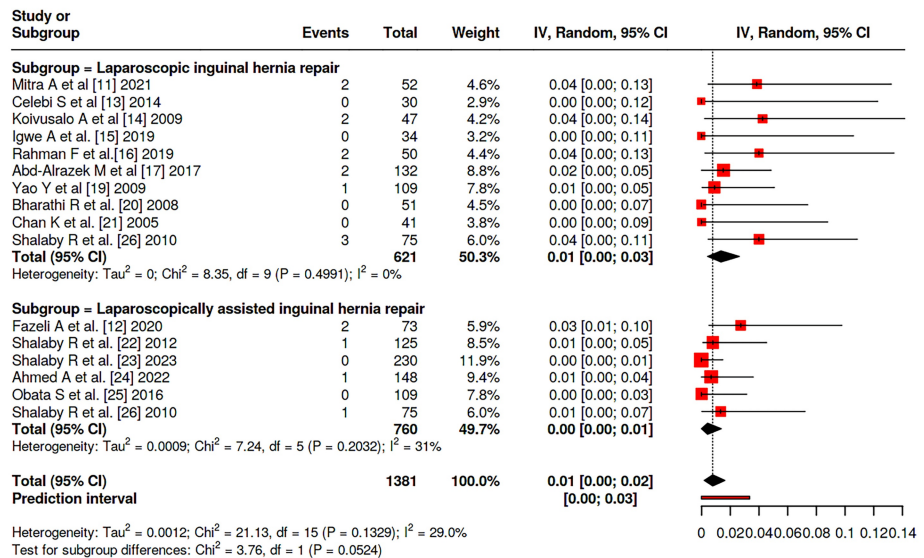 Study or
Subgroup Events Total Weight IV, Random, 95% CI IV, Random, 95% CI
Subgroup = Laparoscopic inguinal hernia repair
Mitra A et al [11] 2021 2 52 4.6% 0.04 [0.00; 0.13]
Celebi S et al [13] 2014 0 30 2.9% 0.00 [0.00; 0.12]
Koivusalo A et al [14] 2009 2 47 4.2% 0.04 [0.00; 0.14]
Igwe A et al [15] 2019 0 34 3.2% 0.00 [0.00; 0.11]
Rahman F et al.[16] 2019 2 50 4.4% 0.04 [0.00; 0.13]
Abd-Alrazek M et al [17] 2017 2 132 8.8% 0.02 [0.00; 0.05]
Yao Y et al [19] 2009 1 109 7.8% 0.01 [0.00; 0.05]
Bharathi R et al. [20] 2008 0 51 4.5% 0.00 [0.00; 0.07]
Chan K et al. [21] 2005 0 41 3.8% 0.00 [0.00; 0.09]
Shalaby R et al. [26] 2010 3 75 6.0% 0.04 [0.00; 0.11]
Total (95% CI) 621 50.3% 0.01 [0.00; 0.03]
Heterogeneity: Tau² = 0; Chi² = 8.35, df = 9 (P = 0.4991); I² = 0%
Subgroup = Laparoscopically assisted inguinal hernia repair
Fazeli A et al. [12] 2020 2 73 5.9% 0.03 [0.01; 0.10]
Shalaby R et al. [22] 2012 1 125 8.5% 0.01 [0.00; 0.05]
Shalaby R et al. [23] 2023 0 230 11.9% 0.00 [0.00; 0.01]
Ahmed A et al. [24] 2022 1 148 9.4% 0.01 [0.00; 0.04]
Obata S et al. [25] 2016 0 109 7.8% 0.00 [0.00; 0.03]
Shalaby R et al. [26] 2010 1 75 6.0% 0.01 [0.00; 0.07]
Total (95% CI) 760 49.7% 0.00 [0.00; 0.01]
Heterogeneity: Tau² = 0.0009; Chi² = 7.24, df = 5 (P = 0.2032); I² = 31%
Total (95% CI) 1381 100.0% 0.01 [0.00; 0.02]
Prediction interval [0.00; 0.03]
Heterogeneity: Tau² = 0.0012; Chi² = 21.13, df = 15 (P = 0.1329); I² = 29.0%
Test for subgroup differences: Chi² = 3.76, df = 1 (P = 0.0524)
0 0.02 0.04 0.06 0.08 0.1 0.12 0.14